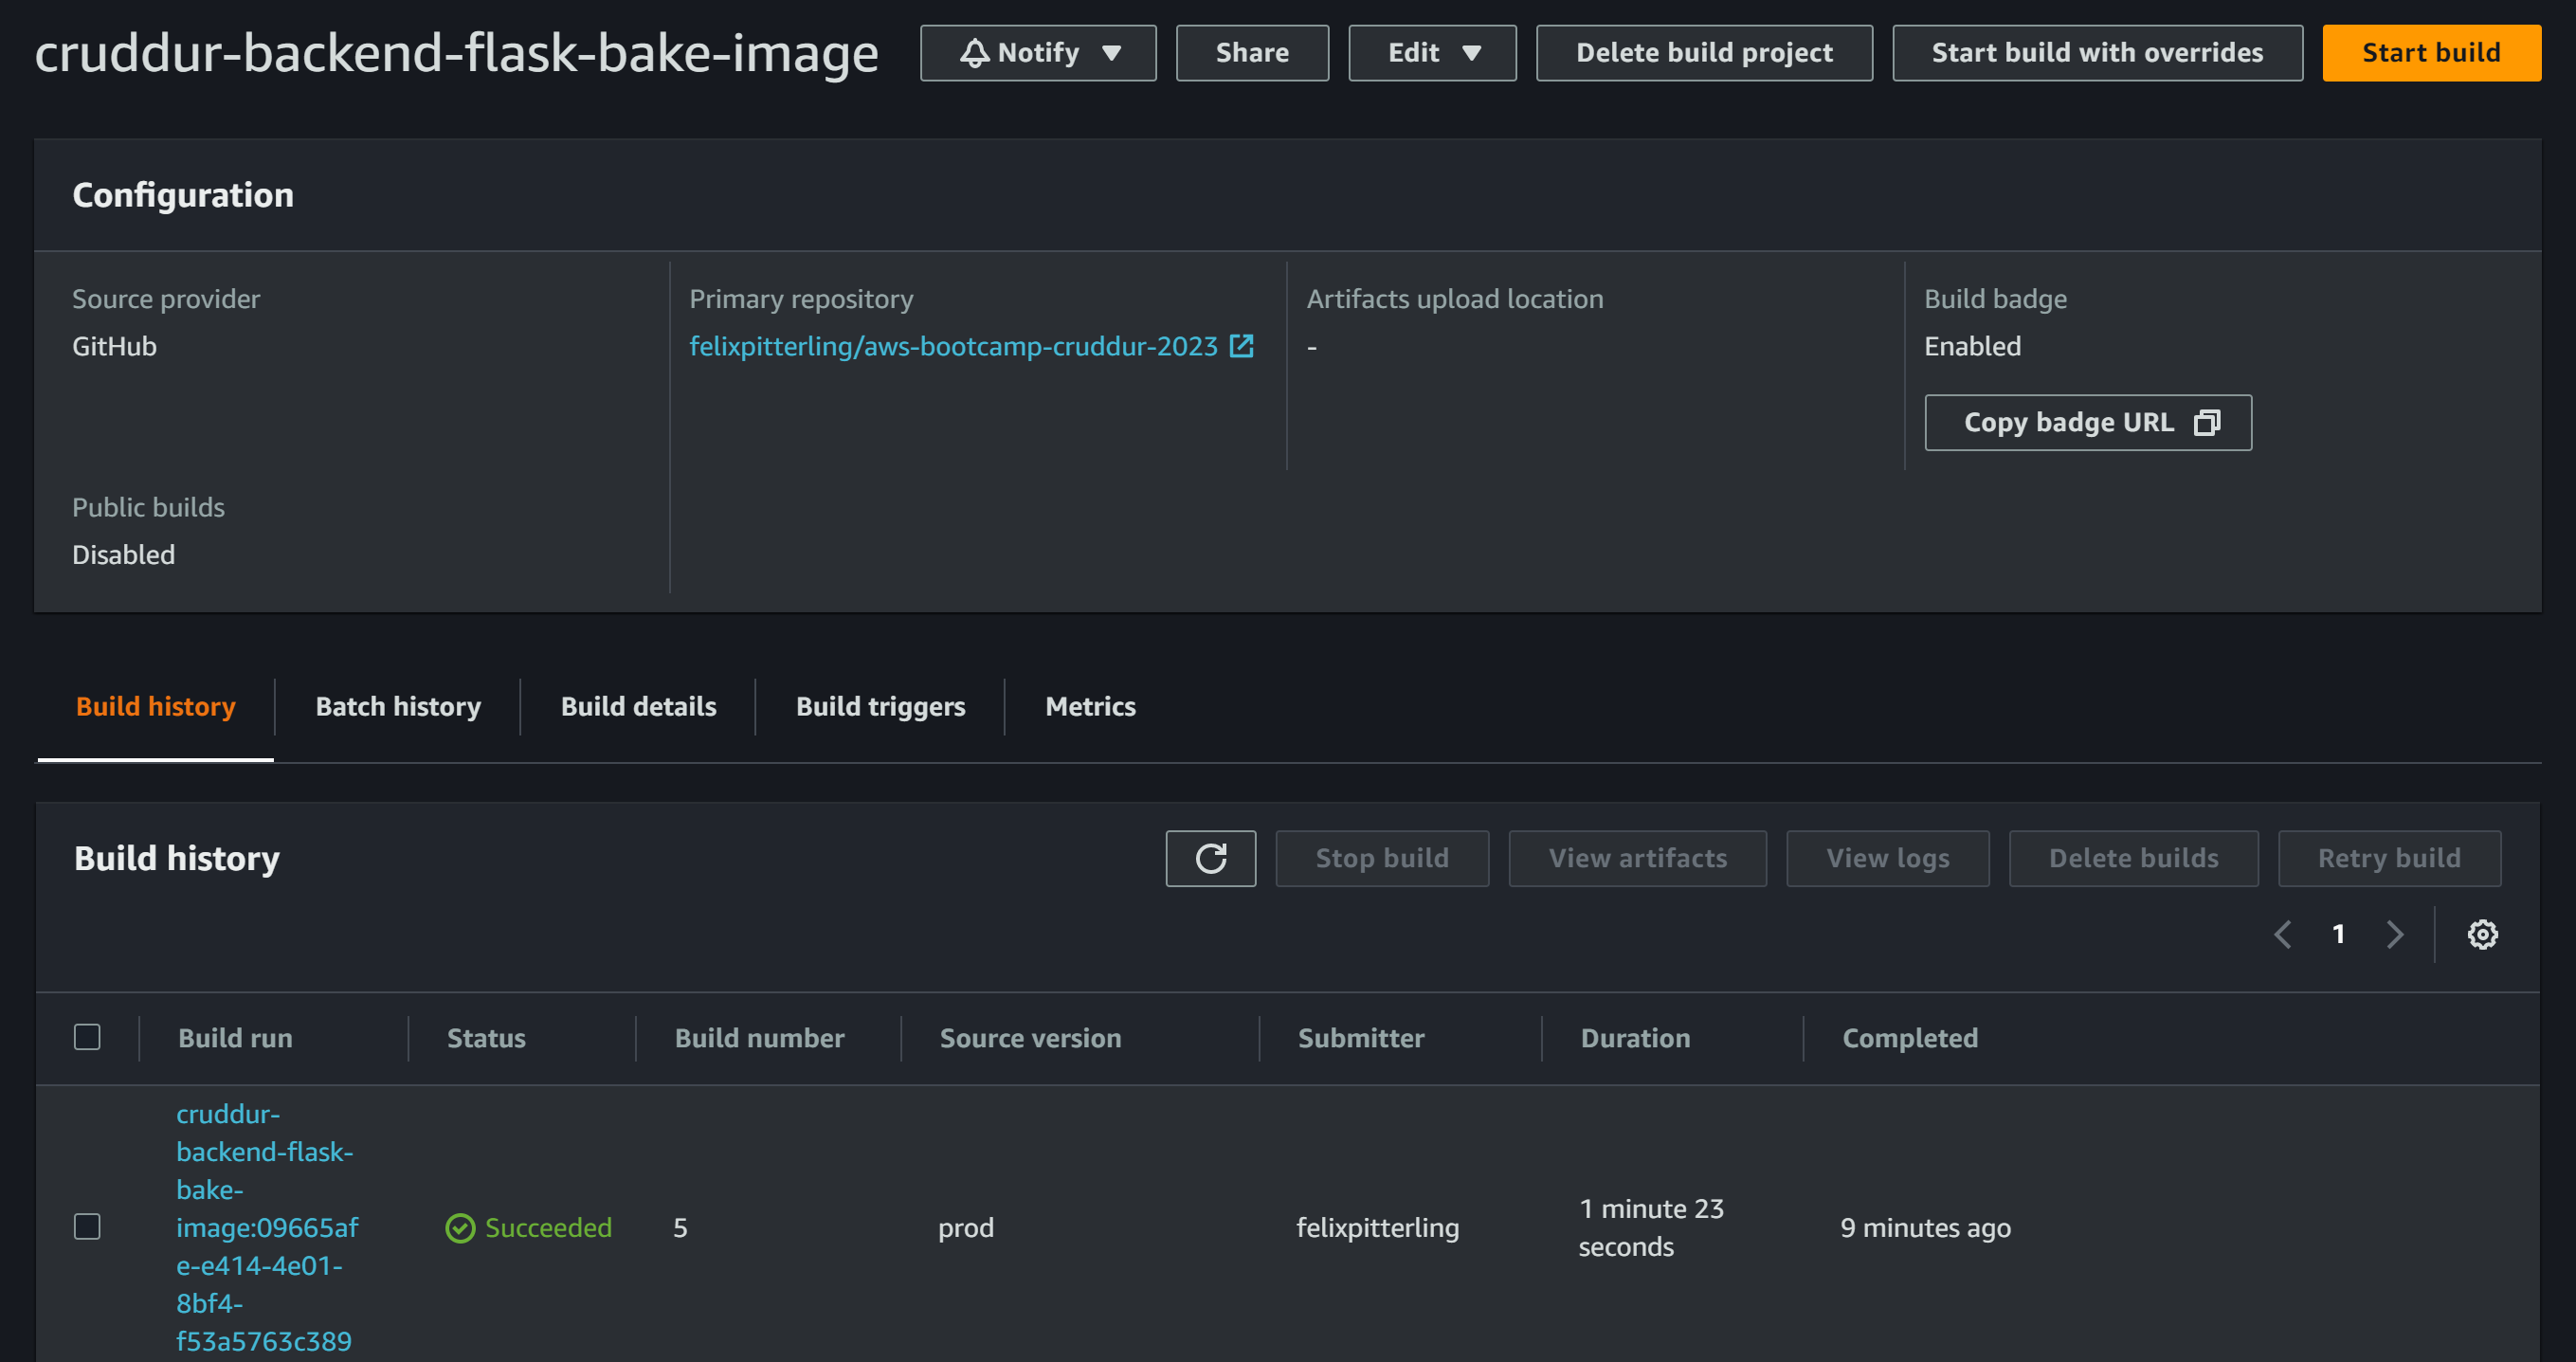 cruddur-backend-flask-bake-image
Notify
Share
Edit
Delete build project
Start build with overrides
Start build
Configuration
Source provider
GitHub
Primary repository
felixpitterling/aws-bootcamp-cruddur-2023
Artifacts upload location
-
Build badge
Enabled
Copy badge URL
Public builds
Disabled
Build history
Batch history
Build details
Build triggers
Metrics
Build history
Stop build
View artifacts
View logs
Delete builds
Retry build
1
Build run
Status
Build number
Source version
Submitter
Duration
Completed
cruddur-
backend-flask-
bake-
image:09665af
e-e414-4e01-
8bf4-
f53a5763c389
Succeeded
5
prod
felixpitterling
1 minute 23
seconds
9 minutes ago